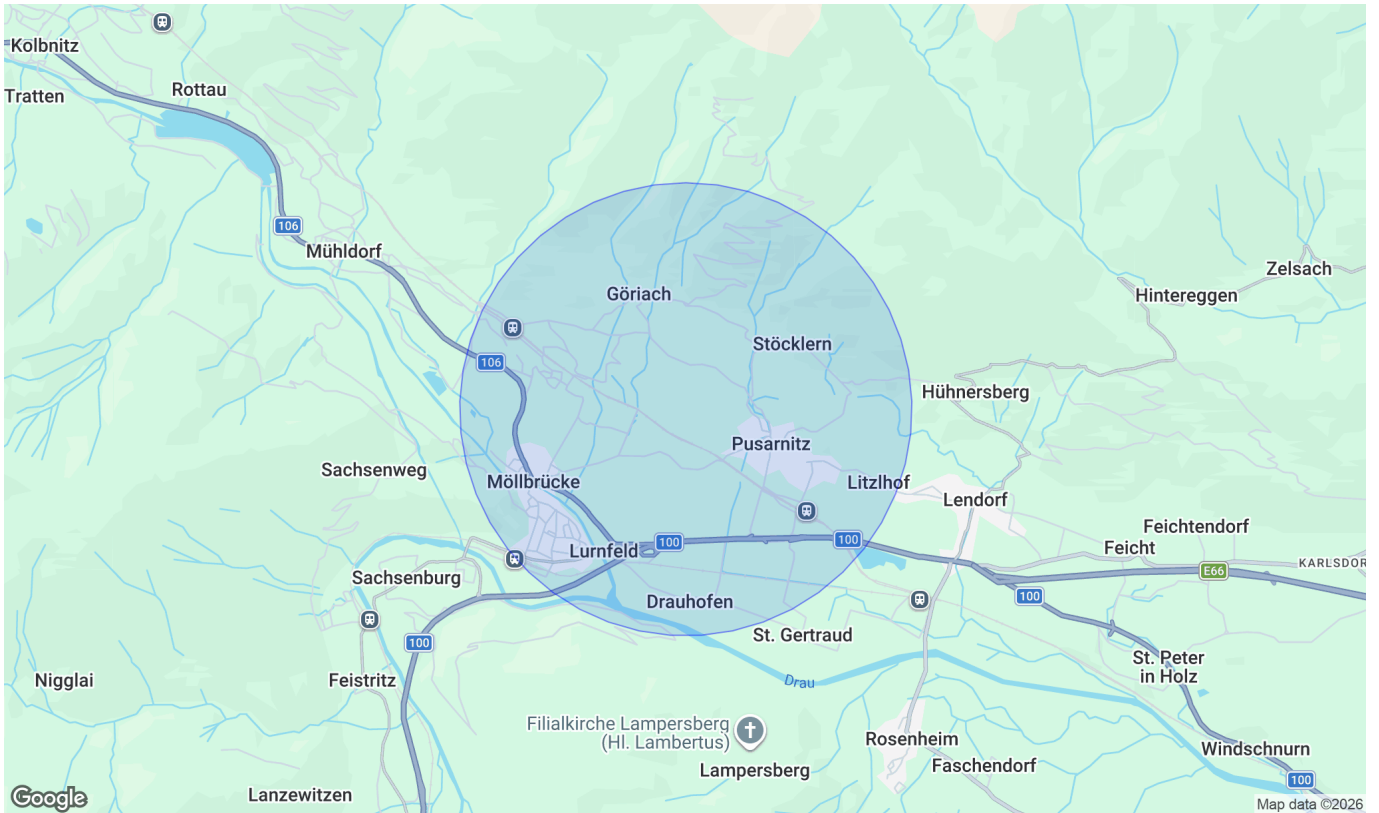 Kolbnitz
Rottau
Tratten
106
Mühldorf
Zelsach
Göriach
Hintereggen
Stöcklern
106
Hühnersberg
Pusarnitz
Sachsenweg
Möllbrücke
Litzlhof
Lendorf
Feichtendorf
100
100
Lurnfeld
Feicht
KARLSDOR
E66
Sachsenburg
100
Drauhofen
St. Gertraud
100
St. Peter
in Holz
Nigglai
Feistritz
Drau
Filialkirche Lampersberg
(Hl. Lambertus)
Rosenheim
Windschnurn
Lampersberg
Faschendorf
100
Lanzewitzen
Google
Map data ©2026